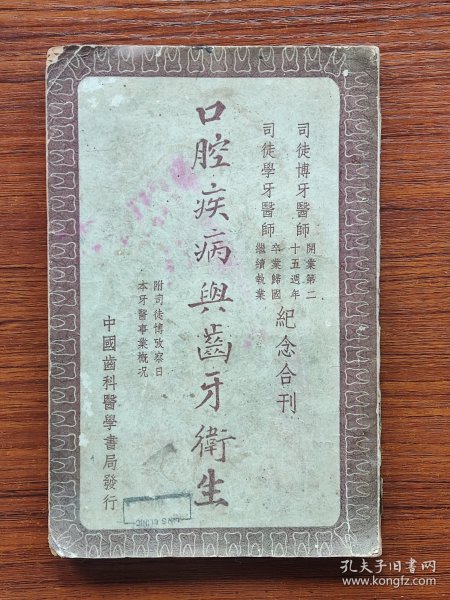 司徒博牙醫師開業第二十五週年
司徒學牙醫師卒業歸國繼續執業
紀念合刊
口腔疾病與齒牙衛生
附司徒博攷察日
本牙醫事業概况
中國齒科醫學書局發行
孔夫子旧书网
www.kongfz.com